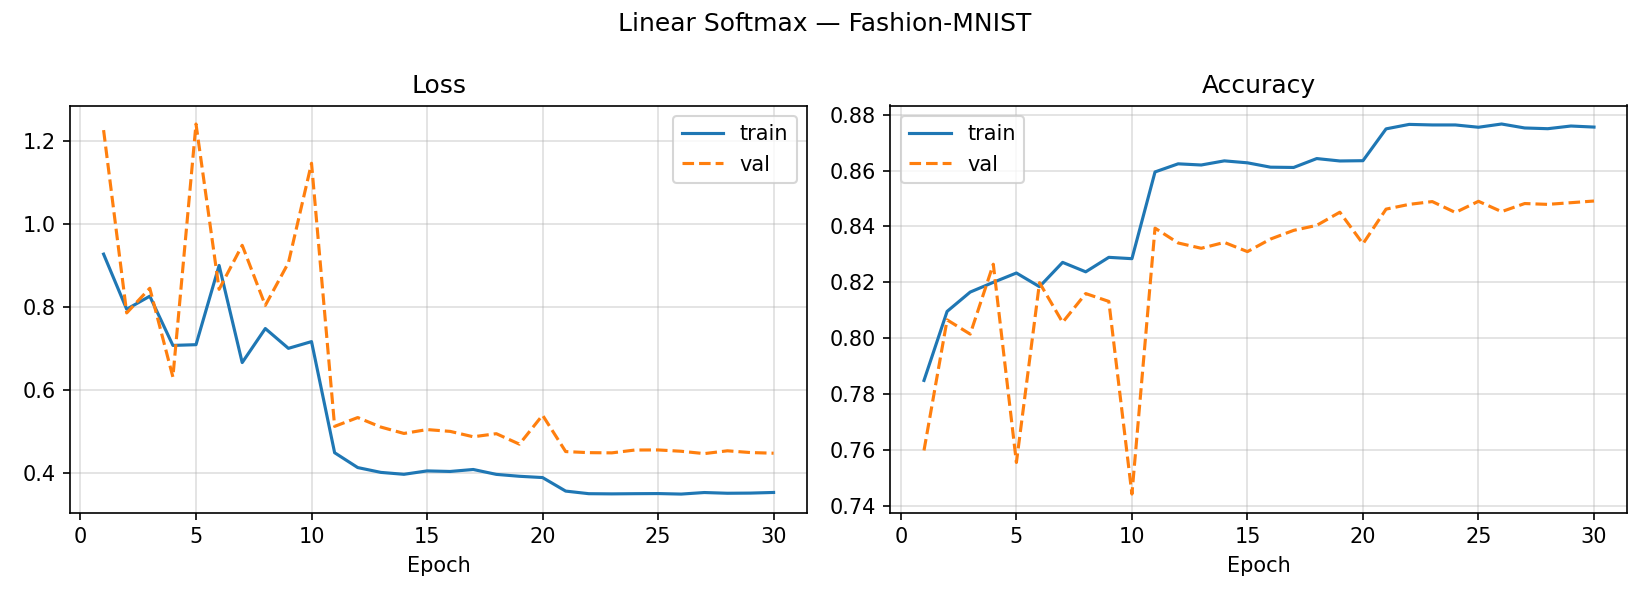 Linear Softmax — Fashion-MNIST
Loss
train
val
1.2
1.0
0.8
0.6
0.4
0 5 10 15 20 25 30
Epoch
Accuracy
train
val
0.88
0.86
0.84
0.82
0.80
0.78
0.76
0.74
0 5 10 15 20 25 30
Epoch